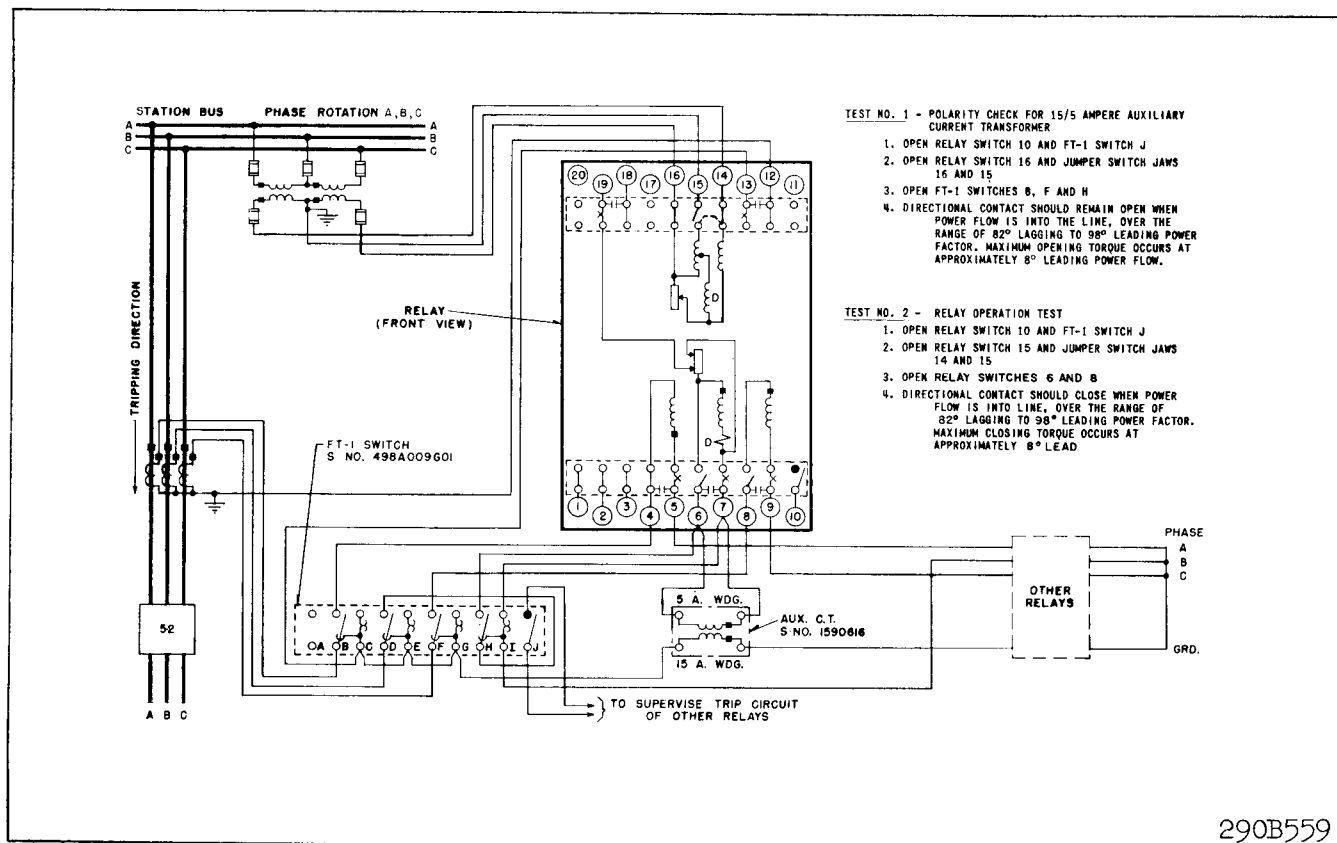 STATION BUS PHASE ROTATION A,B,C
A A
B B
C C
TRIPPING DIRECTION
RELAY
(FRONT VIEW)
20 19 18 17 16 15 14 13 12 11
D
D
1 2 3 4 5 6 7 8 9 10
FT-1 SWITCH
S NO. 498A009G01
A B C D E F G H I J
52
A B C
5 A. WDG.
15 A. WDG.
AUX. C.T.
S.NO. 1590616
TO SUPERVISE TRIP CIRCUIT
OF OTHER RELAYS
OTHER
RELAYS
PHASE
A
B
C
GRD.
TEST NO. 1 - POLARITY CHECK FOR 15/5 AMPERE AUXILIARY
CURRENT TRANSFORMER
1. OPEN RELAY SWITCH 10 AND FT-1 SWITCH J
2. OPEN RELAY SWITCH 16 AND JUMPER SWITCH JAWS
16 AND 15
3. OPEN FT-1 SWITCHES B, F AND H
4. DIRECTIONAL CONTACT SHOULD REMAIN OPEN WHEN
POWER FLOW IS INTO THE LINE, OVER THE
RANGE OF 82° LAGGING TO 98° LEADING POWER
FACTOR. MAXIMUM OPENING TORQUE OCCURS AT
APPROXIMATELY 8° LEADING POWER FLOW.
TEST NO. 2 - RELAY OPERATION TEST
1. OPEN RELAY SWITCH 10 AND FT-1 SWITCH J
2. OPEN RELAY SWITCH 15 AND JUMPER SWITCH JAWS
14 AND 15
3. OPEN RELAY SWITCHES 6 AND 8
4. DIRECTIONAL CONTACT SHOULD CLOSE WHEN POWER
FLOW IS INTO LINE, OVER THE RANGE OF
82° LAGGING TO 98° LEADING POWER FACTOR.
MAXIMUM CLOSING TORQUE OCCURS AT
APPROXIMATELY 8° LEAD
290B559